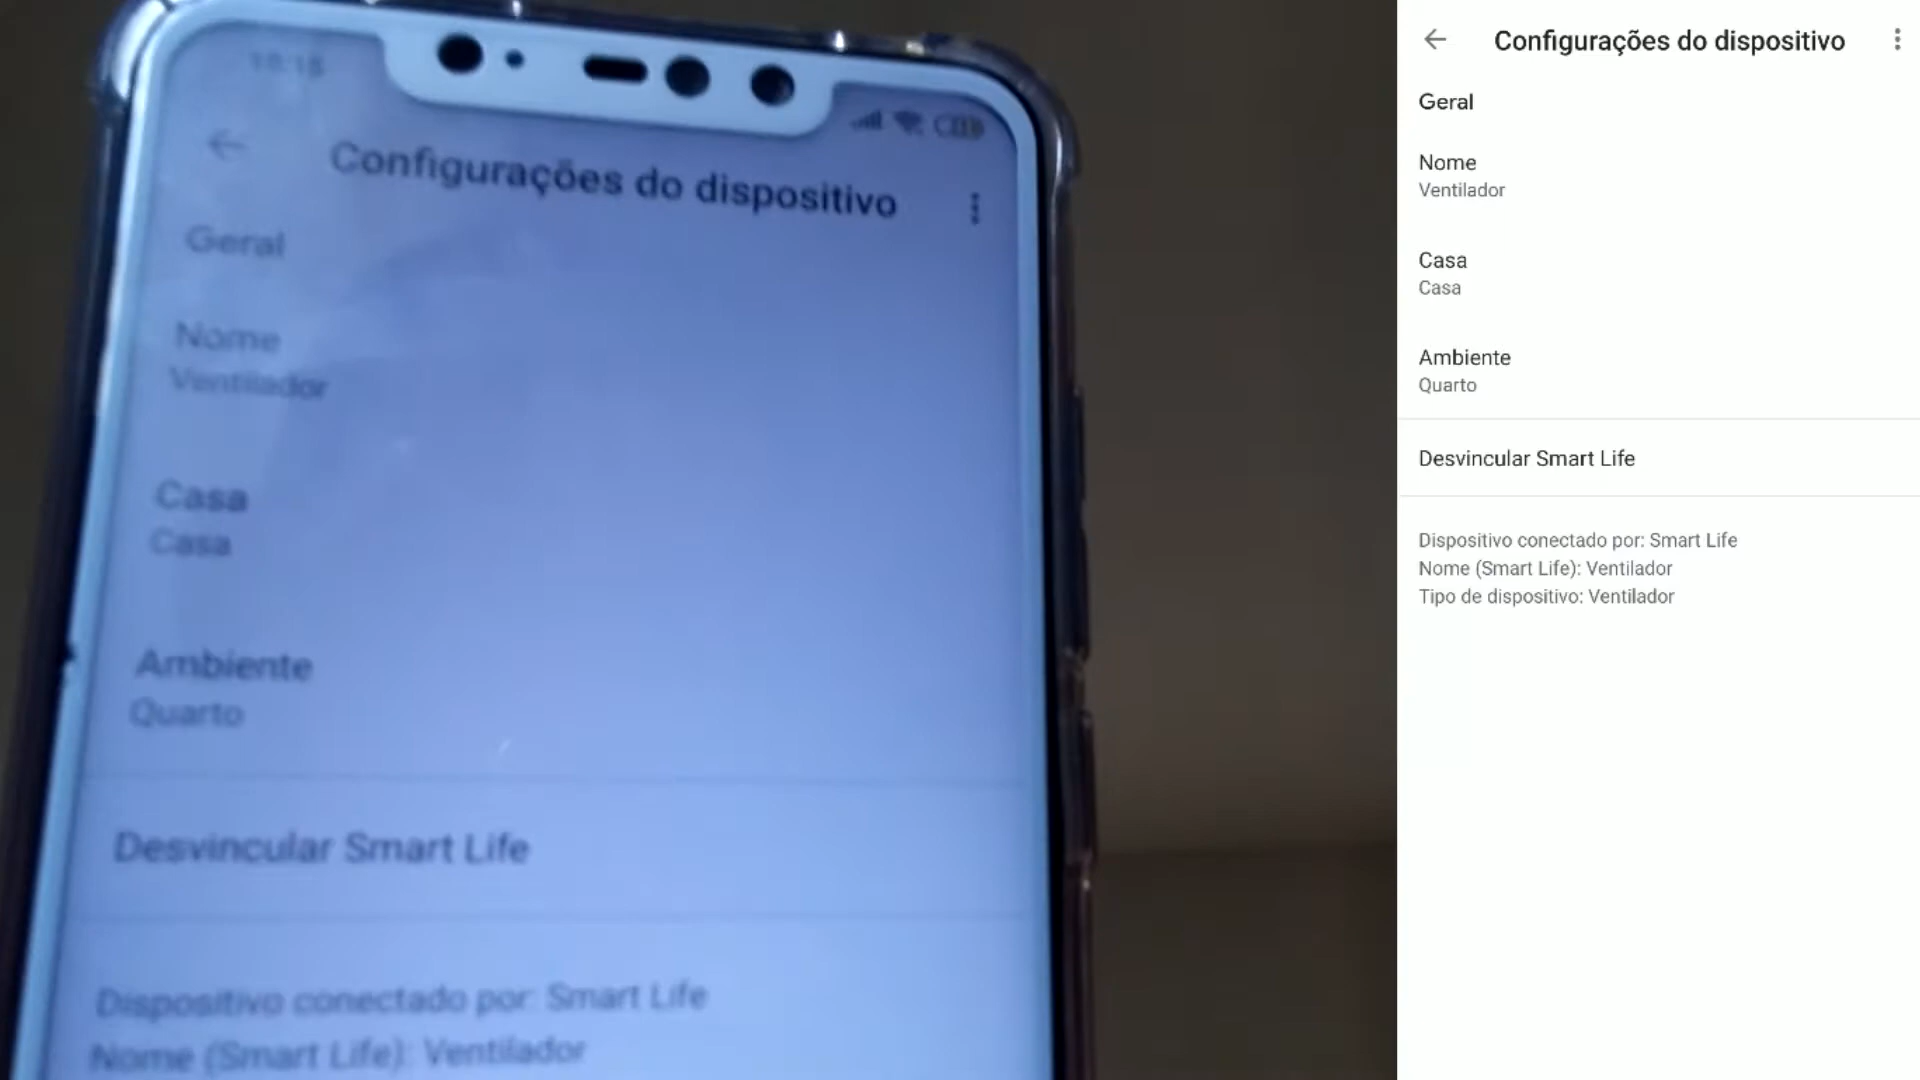 Configurações do dispositivo
Geral
Nome
Ventilador
Casa
Casa
Ambiente
Quarto
Desvincular Smart Life
Dispositivo conectado por: Smart Life
Nome (Smart Life): Ventilador
Configurações do dispositivo
Geral
Nome
Ventilador
Casa
Casa
Ambiente
Quarto
Desvincular Smart Life
Dispositivo conectado por: Smart Life
Nome (Smart Life): Ventilador
Tipo de dispositivo: Ventilador